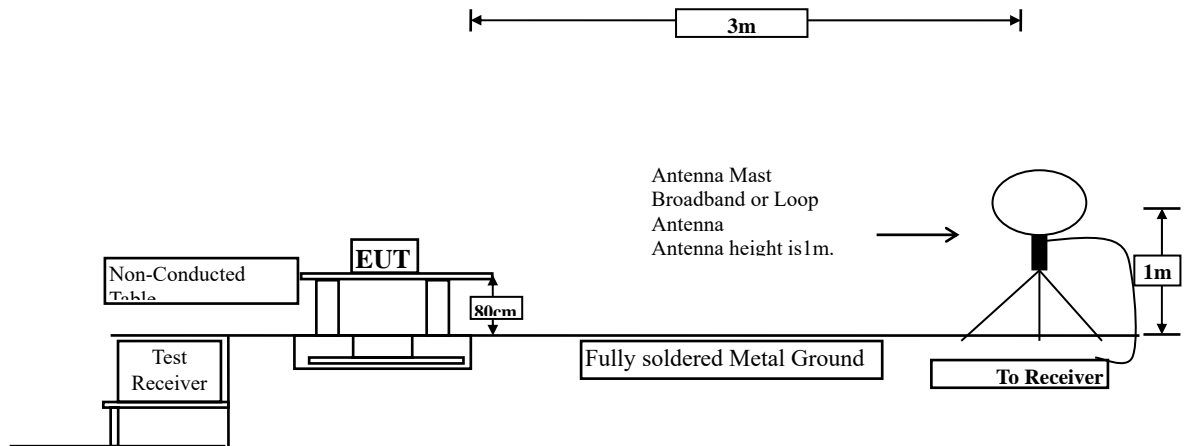 3m
Antenna Mast
Broadband or Loop
Antenna
Antenna height is1m.
EUT
Non-Conducted
Table
80cm
1m
Test
Receiver
Fully soldered Metal Ground
To Receiver